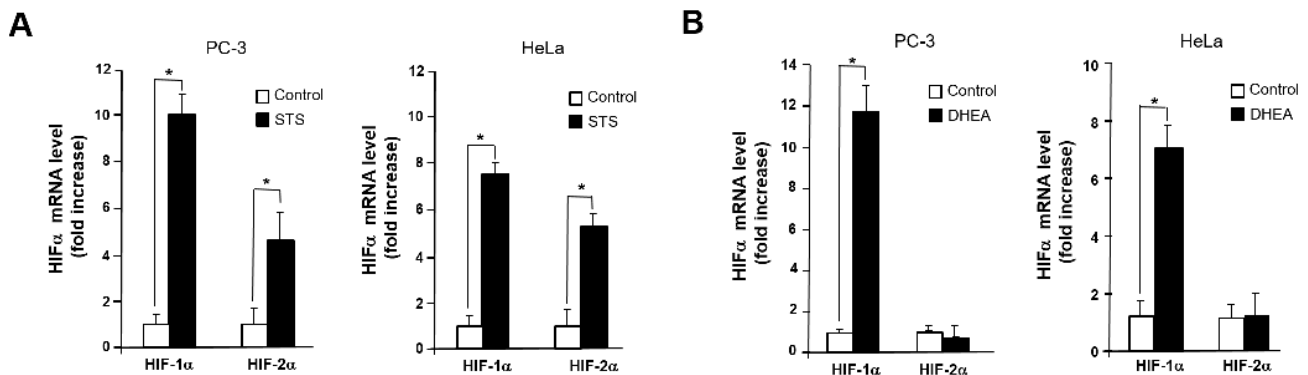 A
PC-3
HIFα mRNA level
(fold increase)
12
10
8
6
4
2
0
*
*
Control
STS
HIF-1α HIF-2α
HeLa
HIFα mRNA level
(fold increase)
12
10
8
6
4
2
0
*
*
Control
STS
HIF-1α HIF-2α
B
PC-3
HIFα mRNA level
(fold increase)
14
12
10
8
6
4
2
0
*
Control
DHEA
HIF-1α HIF-2α
HeLa
HIFα mRNA level
(fold increase)
10
8
6
4
2
0
*
Control
DHEA
HIF-1α HIF-2α